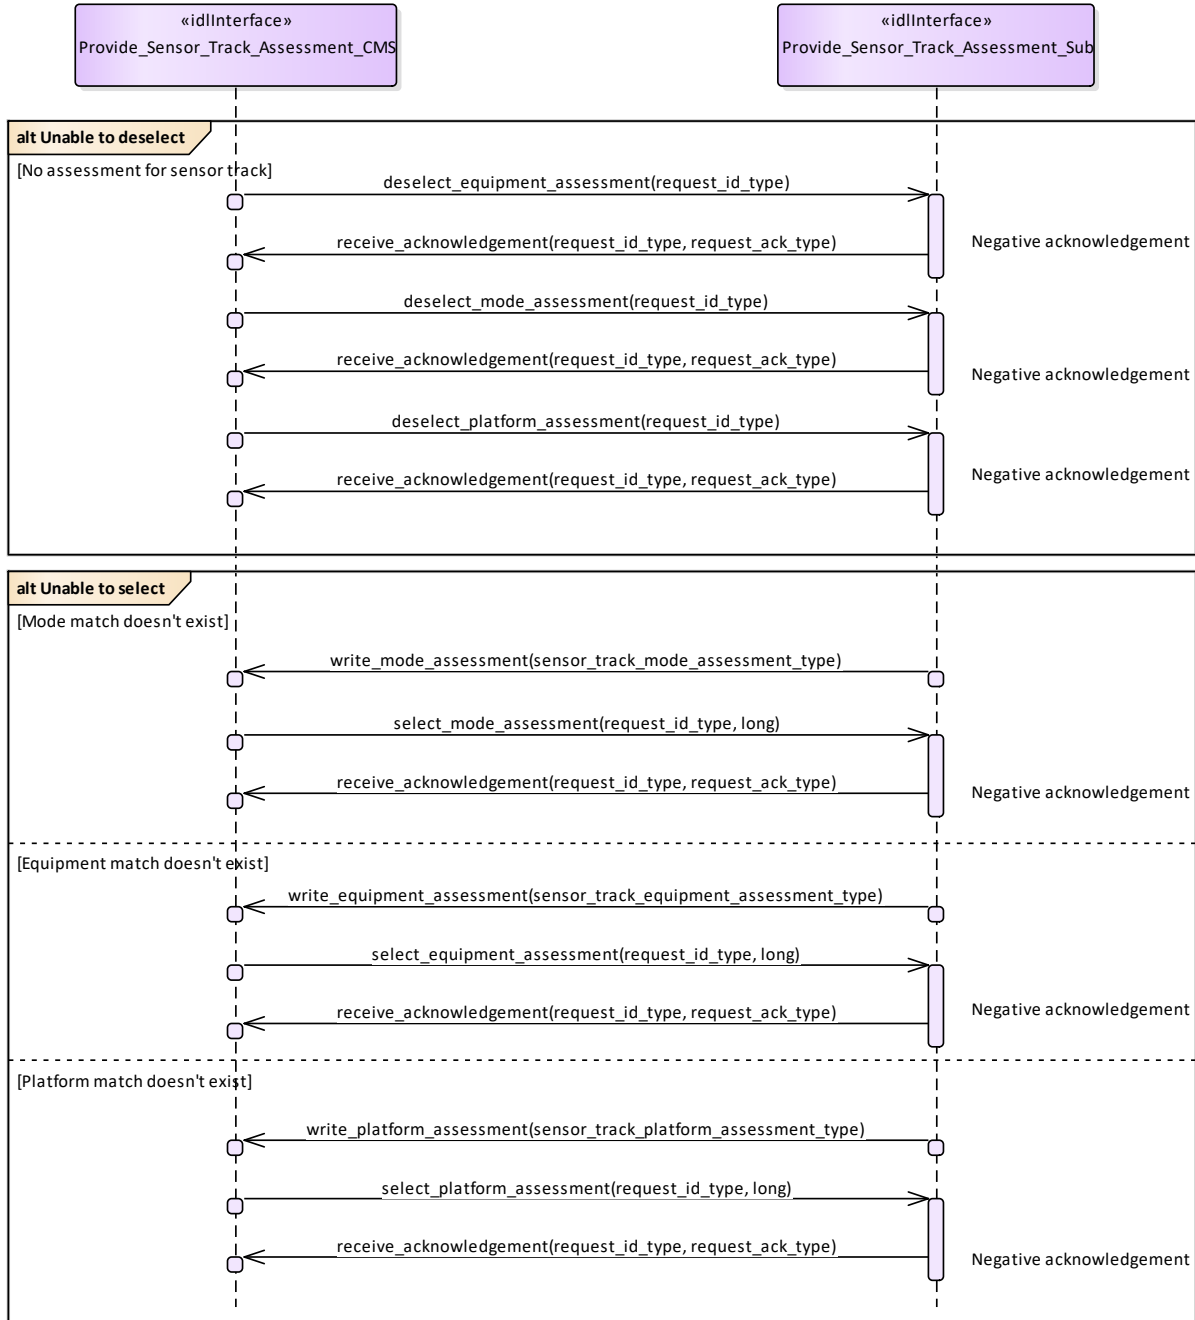 «idlInterface»
Provide_Sensor_Track_Assessment_CMS
«idlInterface»
Provide_Sensor_Track_Assessment_Sub
alt Unable to deselect
[No assessment for sensor track]
deselect_equipment_assessment(request_id_type)
receive_acknowledgement(request_id_type, request_ack_type)
Negative acknowledgement
deselect_mode_assessment(request_id_type)
receive_acknowledgement(request_id_type, request_ack_type)
Negative acknowledgement
deselect_platform_assessment(request_id_type)
receive_acknowledgement(request_id_type, request_ack_type)
Negative acknowledgement
alt Unable to select
[Mode match doesn't exist]
write_mode_assessment(sensor_track_mode_assessment_type)
select_mode_assessment(request_id_type, long)
receive_acknowledgement(request_id_type, request_ack_type)
Negative acknowledgement
[Equipment match doesn't exist]
write_equipment_assessment(sensor_track_equipment_assessment_type)
select_equipment_assessment(request_id_type, long)
receive_acknowledgement(request_id_type, request_ack_type)
Negative acknowledgement
[Platform match doesn't exist]
write_platform_assessment(sensor_track_platform_assessment_type)
select_platform_assessment(request_id_type, long)
receive_acknowledgement(request_id_type, request_ack_type)
Negative acknowledgement